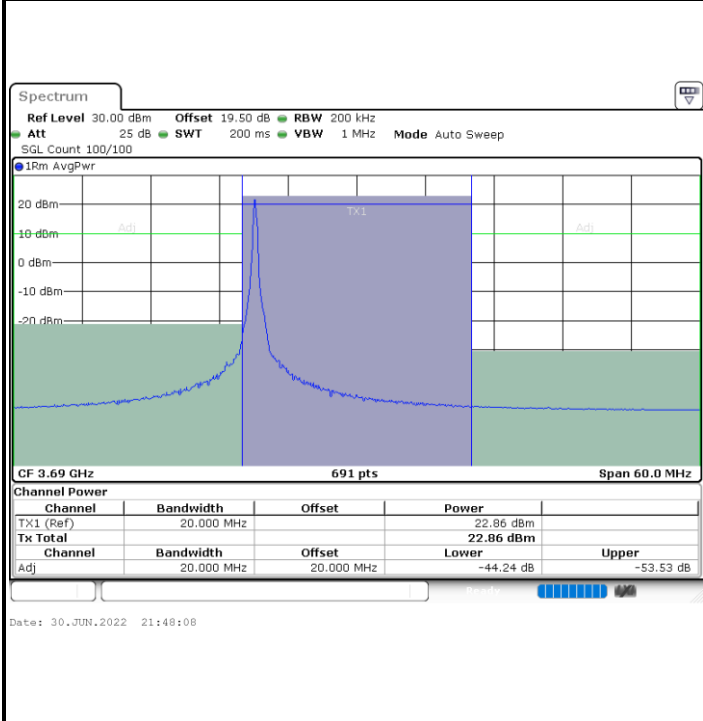 Spectrum
Ref Level 30.00 dBm Offset 19.50 dB RBW 200 kHz
Att 25 dB SWT 200 ms VBW 1 MHz Mode Auto Sweep
SGL Count 100/100
1Rm AvgPwr
20 dBm
TX1
10 dBm
Adj
Adj
0 dBm
-10 dBm
-20 dBm
CF 3.69 GHz 691 pts Span 60.0 MHz
Channel Power
Channel Bandwidth Offset Power
TX1 (Ref) 20.000 MHz 22.86 dBm
Tx Total 22.86 dBm
Channel Bandwidth Offset Lower Upper
Adj 20.000 MHz 20.000 MHz -44.24 dB -53.53 dB
Ready
Date: 30.JUN.2022 21:48:08